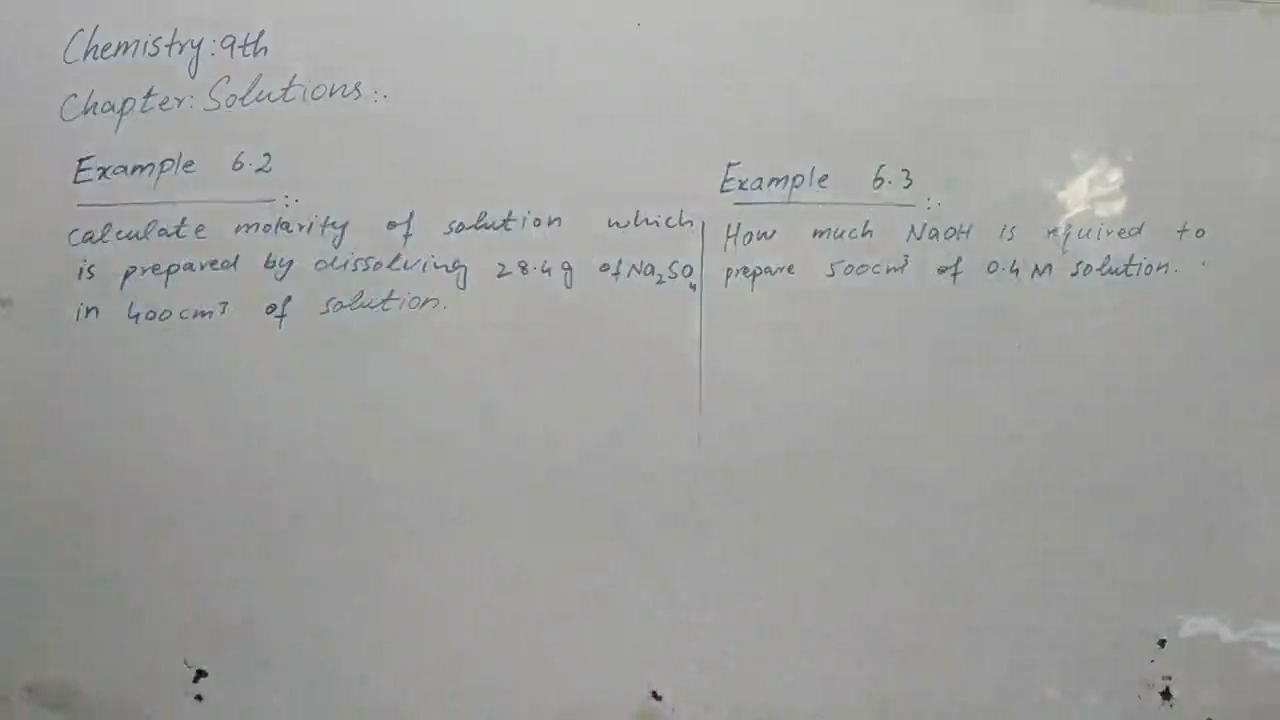 Chemistry: 9th
Chapter: Solutions:.
Example 6.2
calculate molarity of solution which
is prepared by dissolving 28.4g of Na₂SO₄
in 400cm³ of solution.
Example 6.3
How much NaOH is required to
prepare 500cm³ of 0.4 M solution.